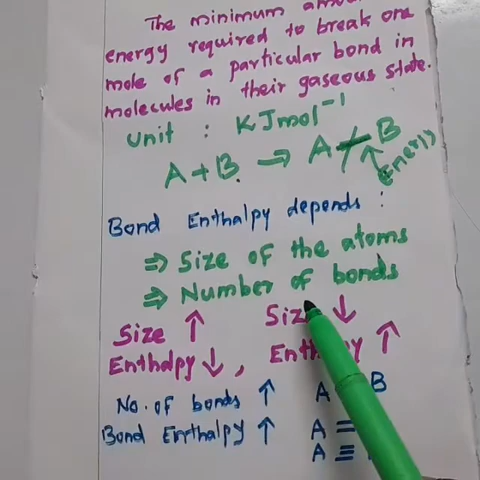 The minimum
energy required to break one
mole of a particular bond in
molecules in their gaseous state.
Unit : KJmol⁻¹
A + B ⇒ A — B
Energy
Bond Enthalpy depends :
⇒ Size of the atoms
⇒ Number of bonds
Size ↑ Size ↓
Enthalpy ↓ , Enthalpy ↑
No. of bonds ↑ A B
Bond Enthalpy ↑ A =
A ≡